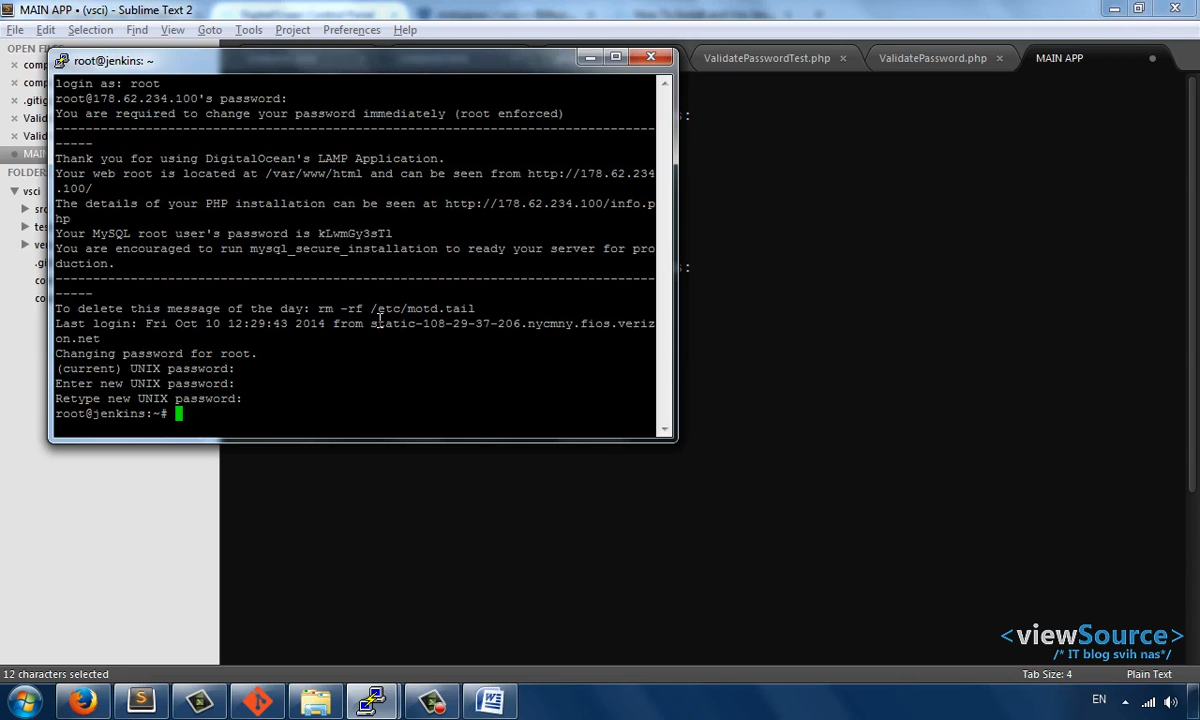 MAIN APP • (vsci) - Sublime Text 2
File Edit Selection Find View Goto Tools Project Preferences Help
OPEN FILES
com
comp
.gitig
Valid
Valid
MAIN
FOLDERS
vsci
src
tes
ver
.gi
co
co
ValidatePasswordTest.php
ValidatePassword.php
MAIN APP
root@jenkins: ~
login as: root
root@178.62.234.100's password:
You are required to change your password immediately (root enforced)
--------------------------------------------------------------------------------
-----
Thank you for using DigitalOcean's LAMP Application.
Your web root is located at /var/www/html and can be seen from http://178.62.234
.100/
The details of your PHP installation can be seen at http://178.62.234.100/info.p
hp
Your MySQL root user's password is kLwmGy3sTl
You are encouraged to run mysql_secure_installation to ready your server for pro
duction.
--------------------------------------------------------------------------------
-----
To delete this message of the day: rm -rf /etc/motd.tail
Last login: Fri Oct 10 12:29:43 2014 from static-108-29-37-206.nycmny.fios.veriz
on.net
Changing password for root.
(current) UNIX password:
Enter new UNIX password:
Retype new UNIX password:
root@jenkins:~#
s:
s:
<viewSource>
/* IT blog svih nas*/
12 characters selected
Tab Size: 4
Plain Text
EN